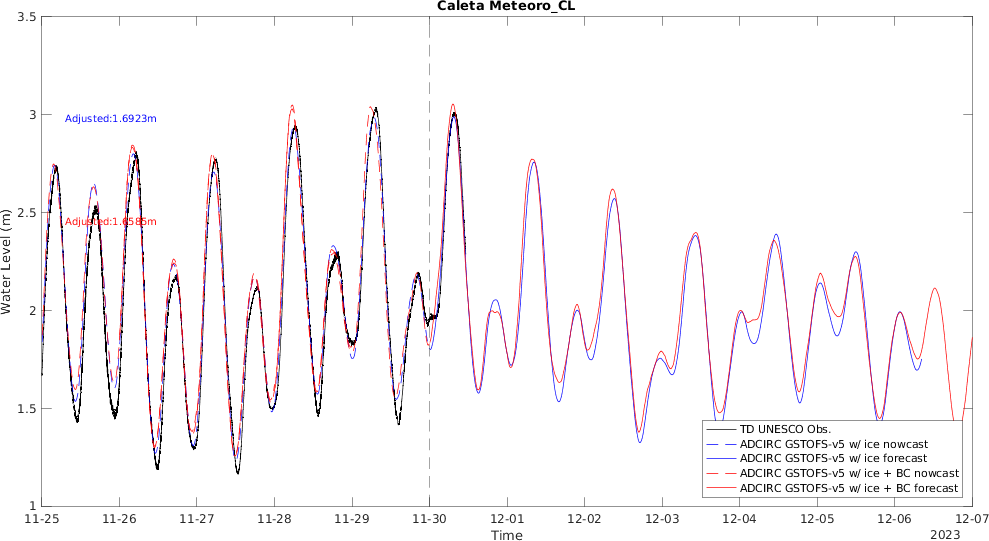 Caleta Meteoro_CL
3.5
3
2.5
2
1.5
1
Water Level (m)
Adjusted:1.6923m
Adjusted:1.6585m
TD UNESCO Obs.
ADCIRC GSTOFS-v5 w/ ice nowcast
ADCIRC GSTOFS-v5 w/ ice forecast
ADCIRC GSTOFS-v5 w/ ice + BC nowcast
ADCIRC GSTOFS-v5 w/ ice + BC forecast
11-25 11-26 11-27 11-28 11-29 11-30 12-01 12-02 12-03 12-04 12-05 12-06 12-07
Time
2023